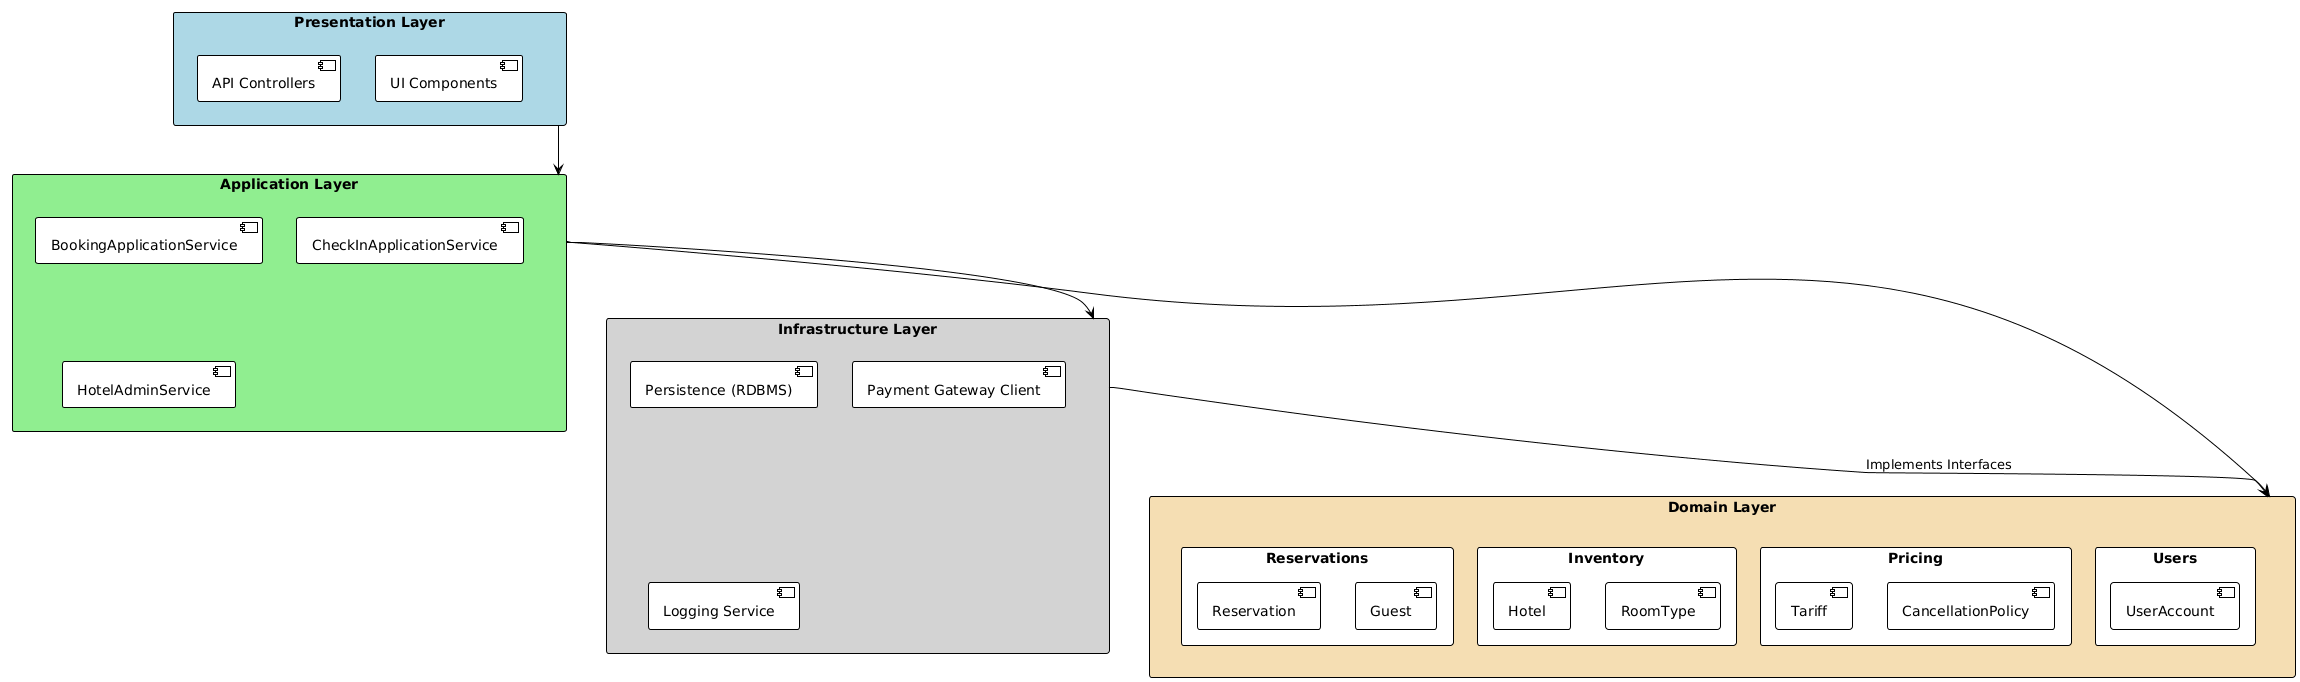 Presentation Layer
API Controllers
UI Components
Application Layer
BookingApplicationService
CheckInApplicationService
HotelAdminService
Infrastructure Layer
Persistence (RDBMS)
Payment Gateway Client
Logging Service
Implements Interfaces
Domain Layer
Reservations
Reservation
Guest
Inventory
Hotel
RoomType
Pricing
Tariff
CancellationPolicy
Users
UserAccount